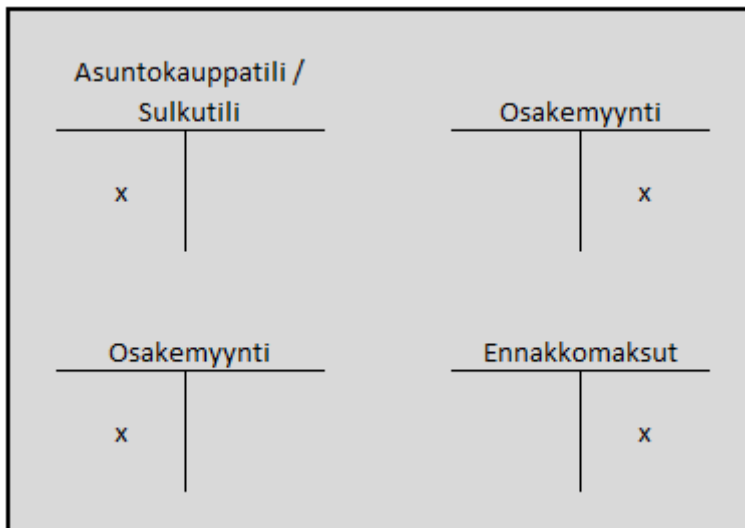 Asuntokauppatili /
Sulkutili
Osakemyynti
x
x
Osakemyynti
Ennakkomaksut
x
x